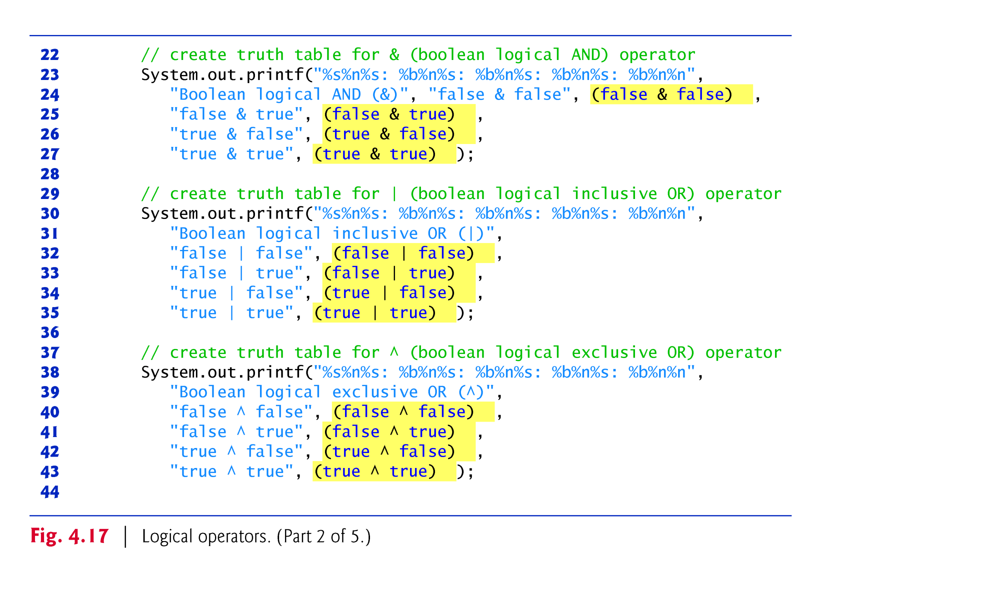 22 // create truth table for & (boolean logical AND) operator
23 System.out.printf("%s%n%s: %b%n%s: %b%n%s: %b%n%s: %b%n%n",
24 "Boolean logical AND (&)", "false & false", (false & false) ,
25 "false & true", (false & true) ,
26 "true & false", (true & false) ,
27 "true & true", (true & true) );
28
29 // create truth table for | (boolean logical inclusive OR) operator
30 System.out.printf("%s%n%s: %b%n%s: %b%n%s: %b%n%s: %b%n%n",
31 "Boolean logical inclusive OR (|)",
32 "false | false", (false | false) ,
33 "false | true", (false | true) ,
34 "true | false", (true | false) ,
35 "true | true", (true | true) );
36
37 // create truth table for ^ (boolean logical exclusive OR) operator
38 System.out.printf("%s%n%s: %b%n%s: %b%n%s: %b%n%s: %b%n%n",
39 "Boolean logical exclusive OR (^)",
40 "false ^ false", (false ^ false) ,
41 "false ^ true", (false ^ true) ,
42 "true ^ false", (true ^ false) ,
43 "true ^ true", (true ^ true) );
44
Fig. 4.17 | Logical operators. (Part 2 of 5.)